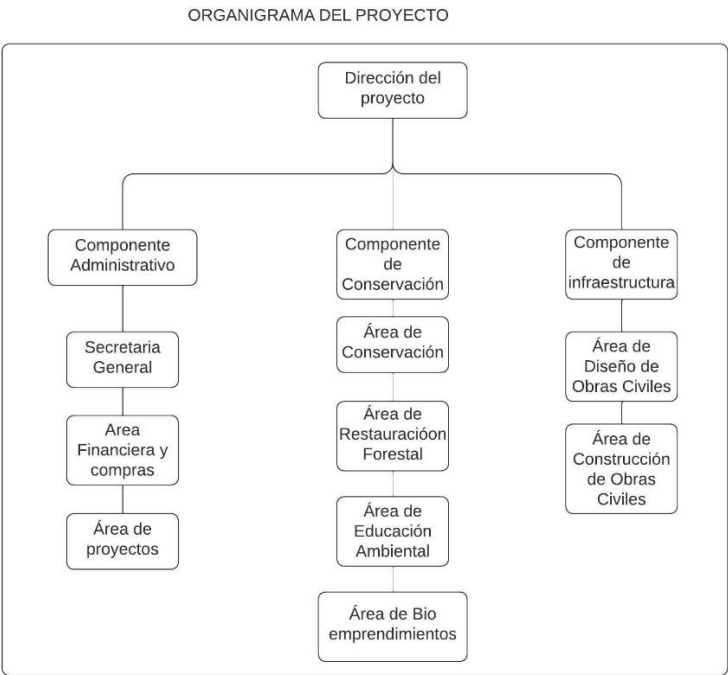 ORGANIGRAMA DEL PROYECTO
Dirección del
proyecto
Componente
Administrativo
Secretaria
General
Area
Financiera y
compras
Área de
proyectos
Componente
de
Conservación
Área de
Conservación
Área de
Restauracióon
Forestal
Área de
Educación
Ambiental
Área de Bio
emprendimientos
Componente
de
infraestructura
Área de
Diseño de
Obras Civiles
Área de
Construcción
de Obras
Civiles